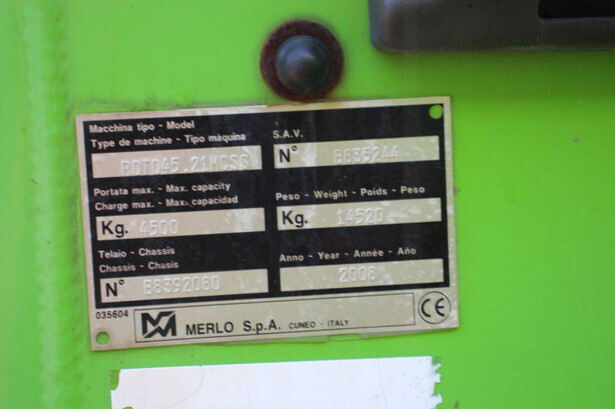 Macchina tipo - Model
Type de machine - Tipo màquina
ROTO45.21MCSS
S.A.V.
N° B835244
Portata max. - Max. capacity
Charge max. - Max. capacidad
Kg. 4500
Peso - Weight - Poids - Peso
Kg. 14520
Telaio - Chassis
Chassis - Chasis
N° B8392080
Anno - Year - Année - Año
2006
035604
MERLO S.p.A. CUNEO - ITALY
CE